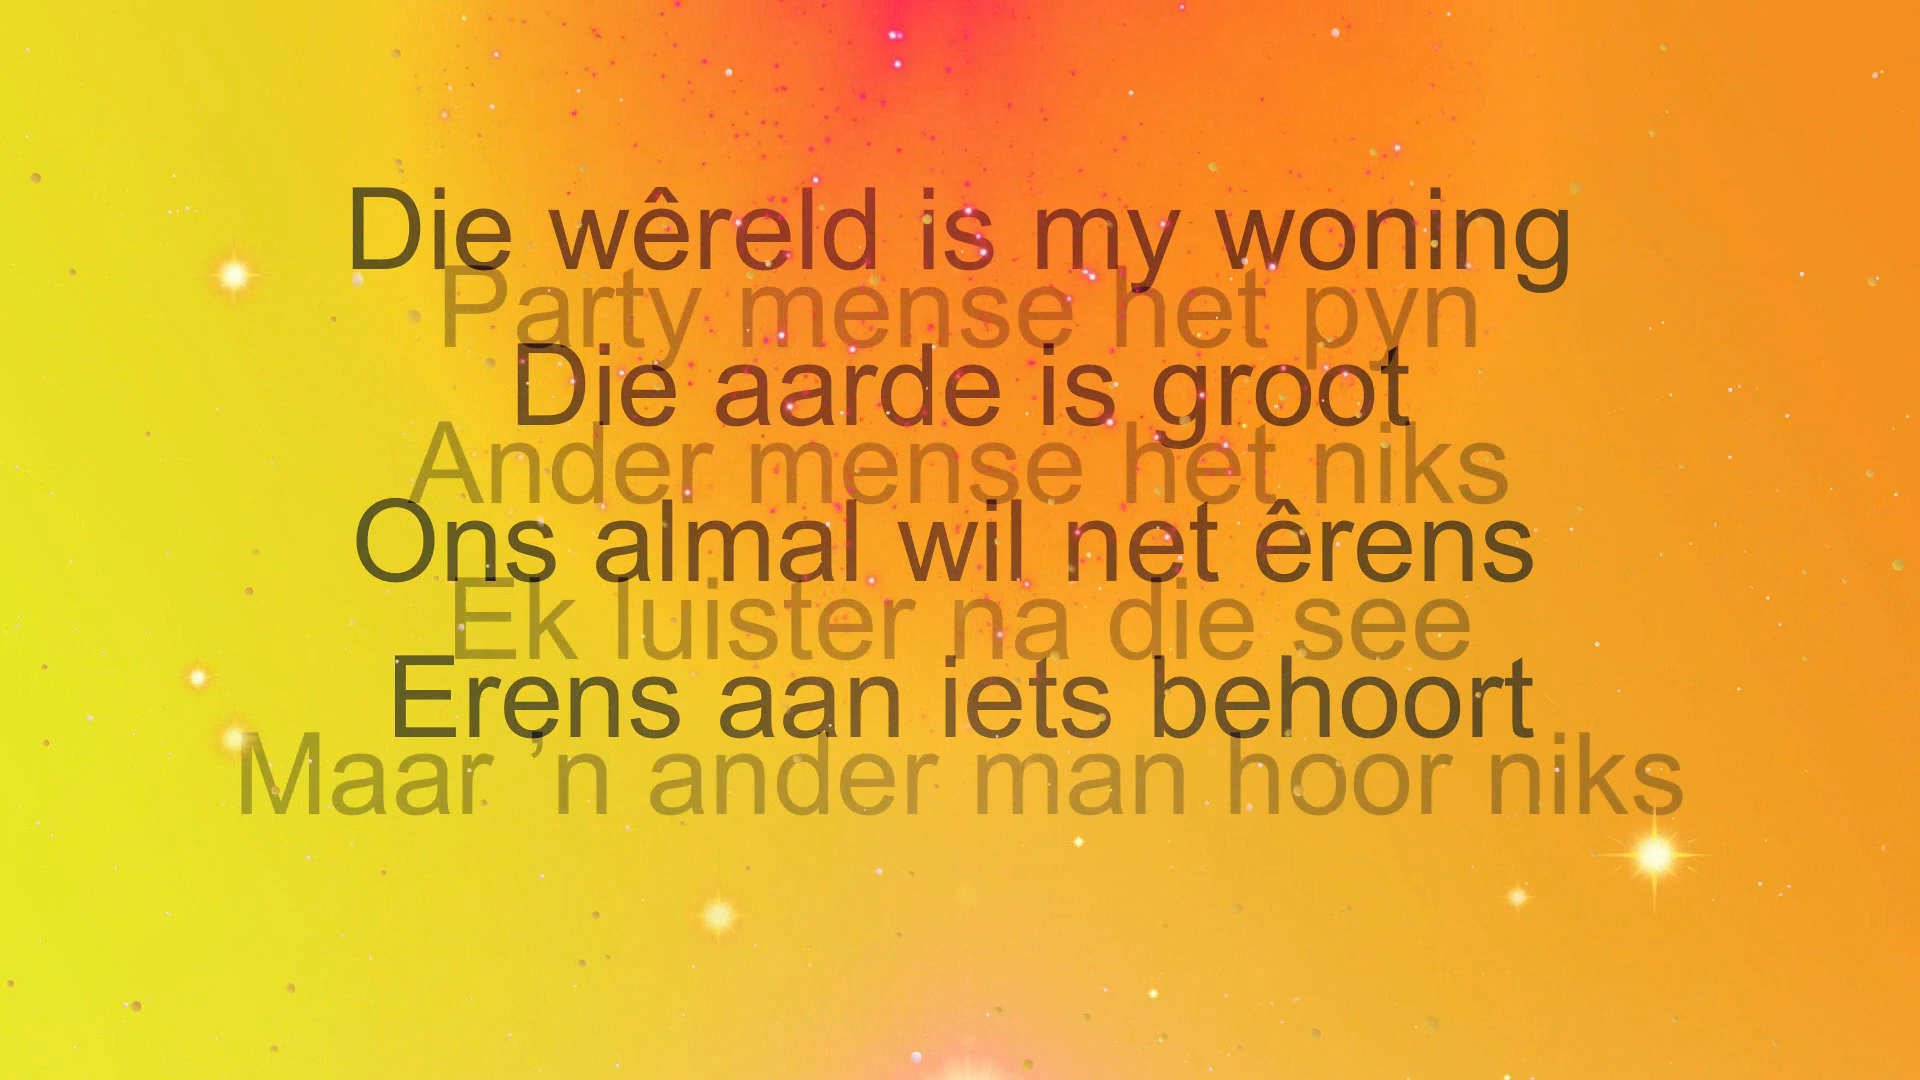 Die wêreld is my woning
Party mense het pyn
Die aarde is groot
Ander mense het niks
Ons almal wil net êrens
Ek luister na die see
Erens aan iets behoort
Maar ’n ander man hoor niks